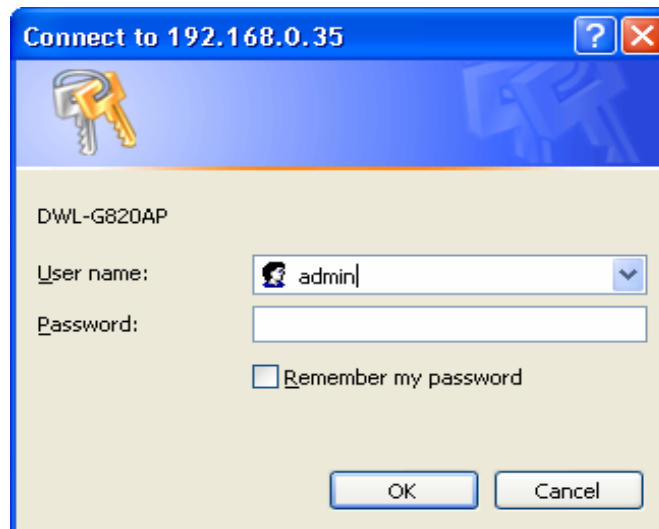 Connect to 192.168.0.35
DWL-G820AP
User name:
admin
Password:
Remember my password
OK
Cancel